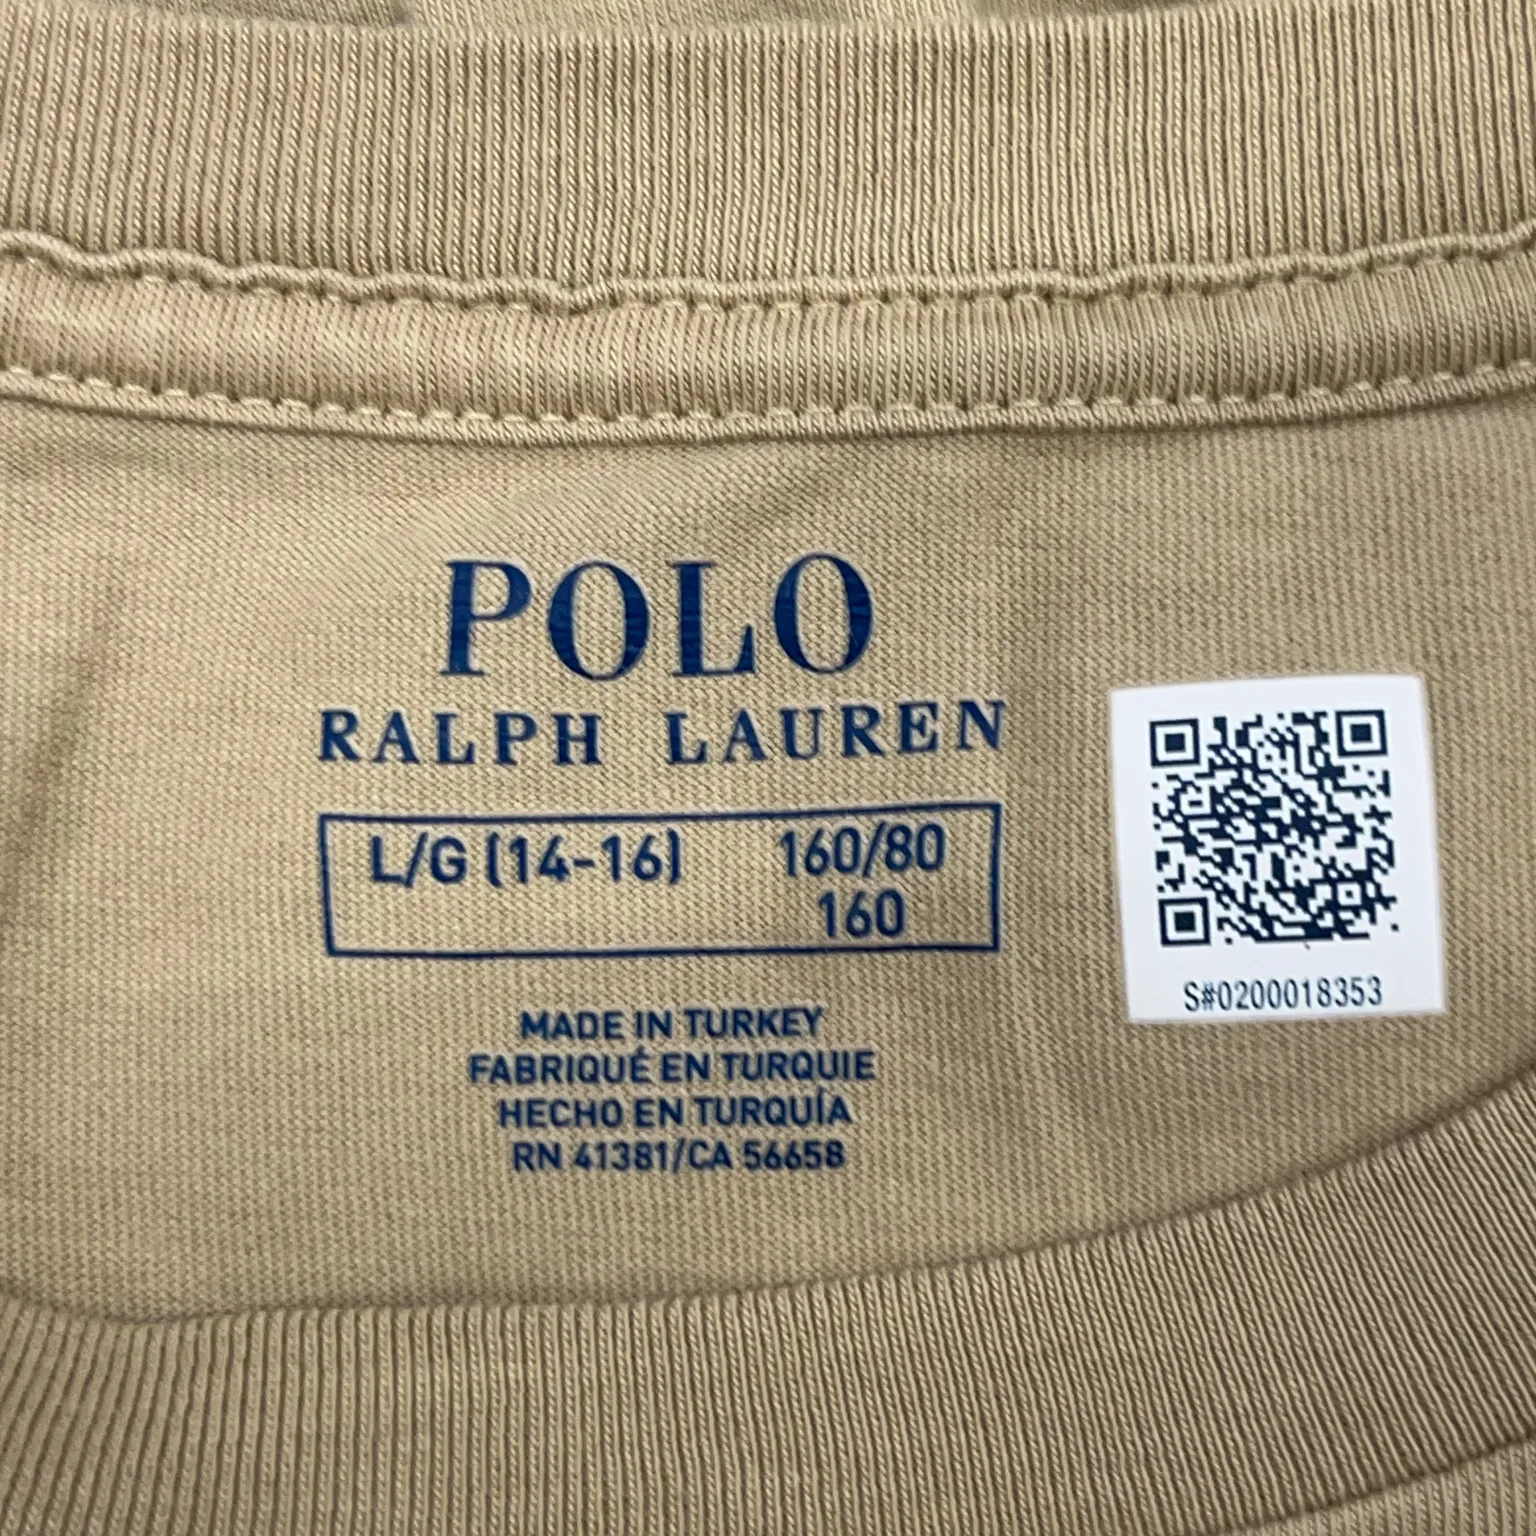 POLO
RALPH LAUREN
L/G (14-16) 160/80
160
MADE IN TURKEY
FABRIQUÉ EN TURQUIE
HECHO EN TURQUÍA
RN 41381/CA 56658
S#0200018353